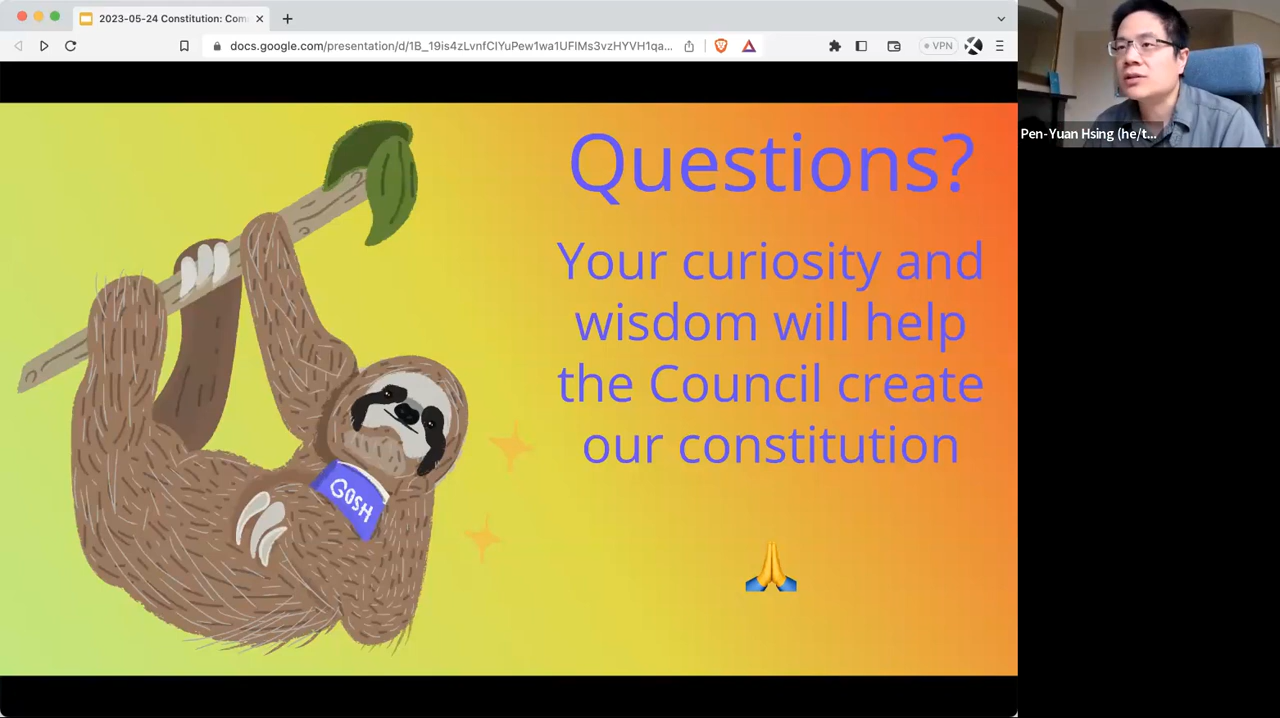 2023-05-24 Constitution: Com
docs.google.com/presentation/d/1B_19is4zLvnfClYuPew1wa1UFlMs3vzHYVH1qa...
VPN
Pen-Yuan Hsing (he/t...
Questions?
Your curiosity and
wisdom will help
the Council create
our constitution
GOSH